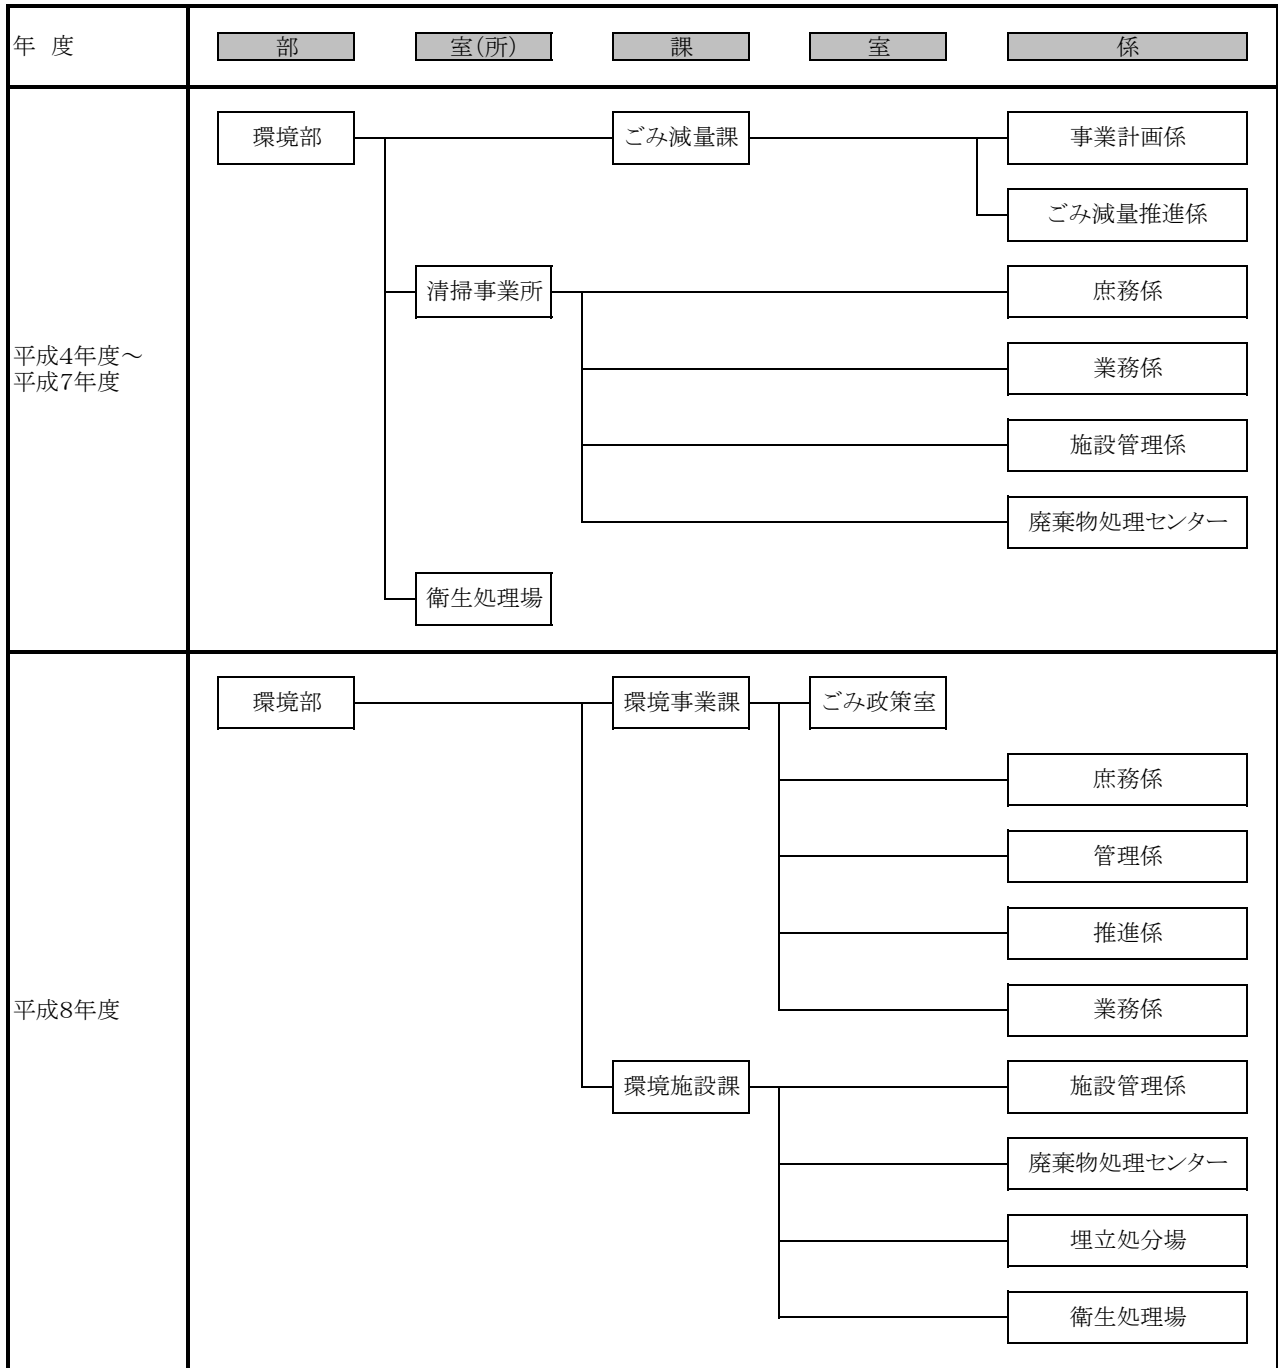 年 度
部
室(所)
課
室
係
平成4年度～
平成7年度
環境部
ごみ減量課
事業計画係
ごみ減量推進係
清掃事業所
庶務係
業務係
施設管理係
廃棄物処理センター
衛生処理場
平成8年度
環境部
環境事業課
ごみ政策室
庶務係
管理係
推進係
業務係
環境施設課
施設管理係
廃棄物処理センター
埋立処分場
衛生処理場